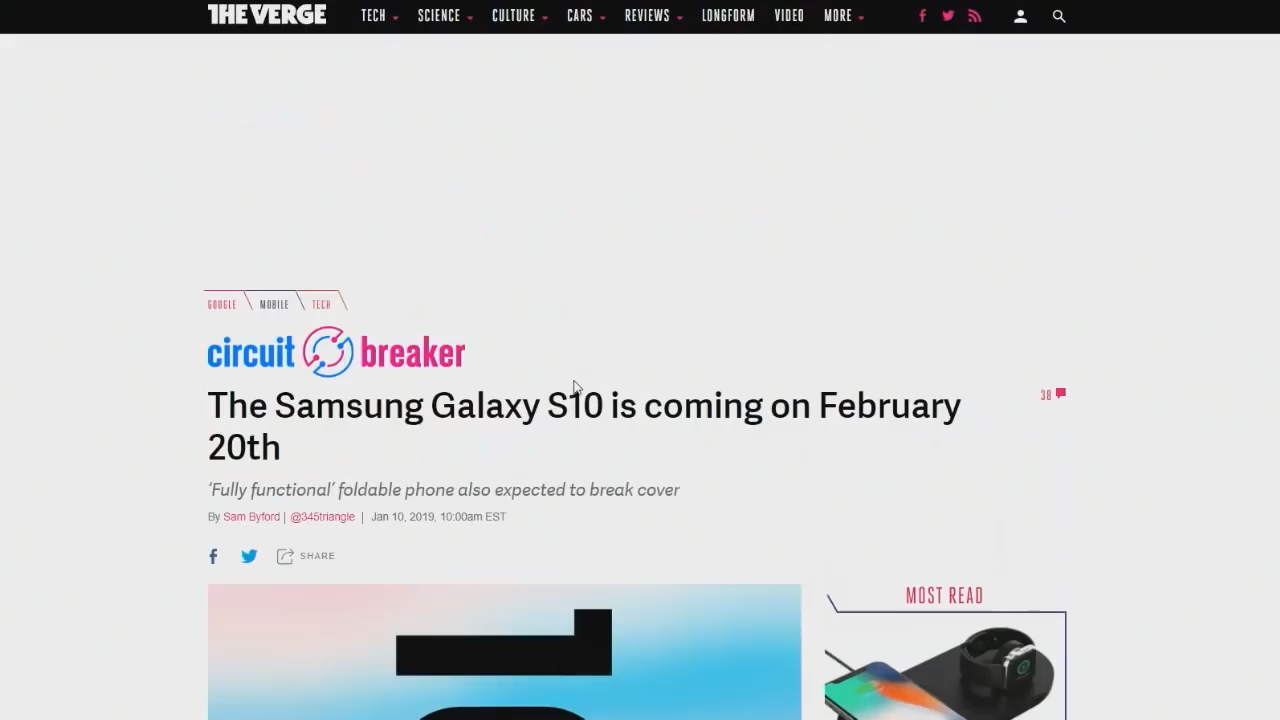 THE VERGE TECH SCIENCE CULTURE CARS REVIEWS LONGFORM VIDEO MORE
GOOGLE MOBILE TECH
circuit breaker
The Samsung Galaxy S10 is coming on February
20th
38
'Fully functional' foldable phone also expected to break cover
By Sam Byford | @345triangle | Jan 10, 2019, 10:00am EST
SHARE
MOST READ